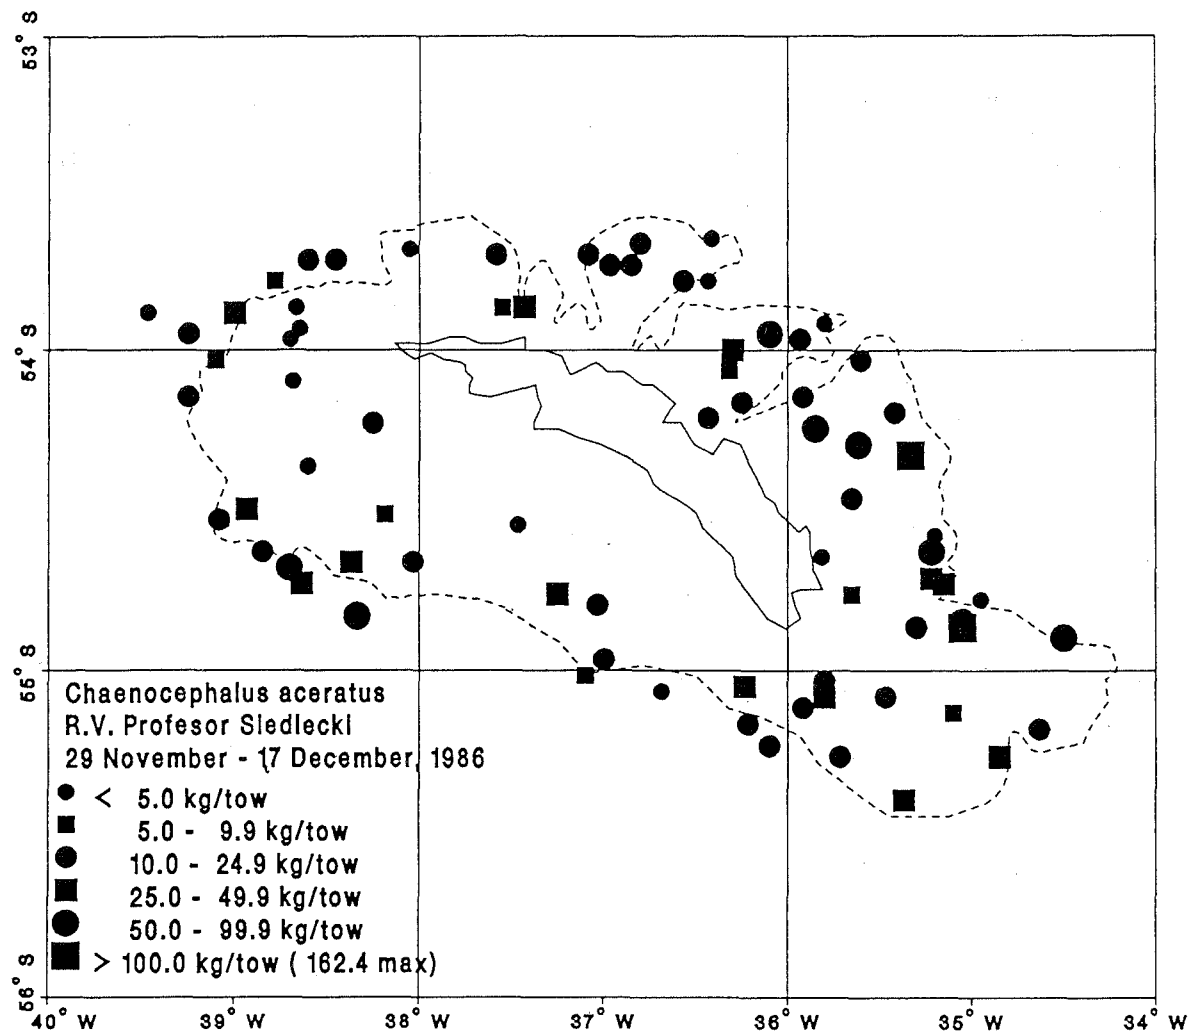 53° S
54° S
55° S
Chaenocephalus aceratus
R.V. Profesor Siedlecki
29 November - 17 December, 1986
< 5.0 kg/tow
5.0 - 9.9 kg/tow
10.0 - 24.9 kg/tow
25.0 - 49.9 kg/tow
50.0 - 99.9 kg/tow
> 100.0 kg/tow ( 162.4 max)
56° S
40° W 39° W 38° W 37° W 36° W 35° W 34° W